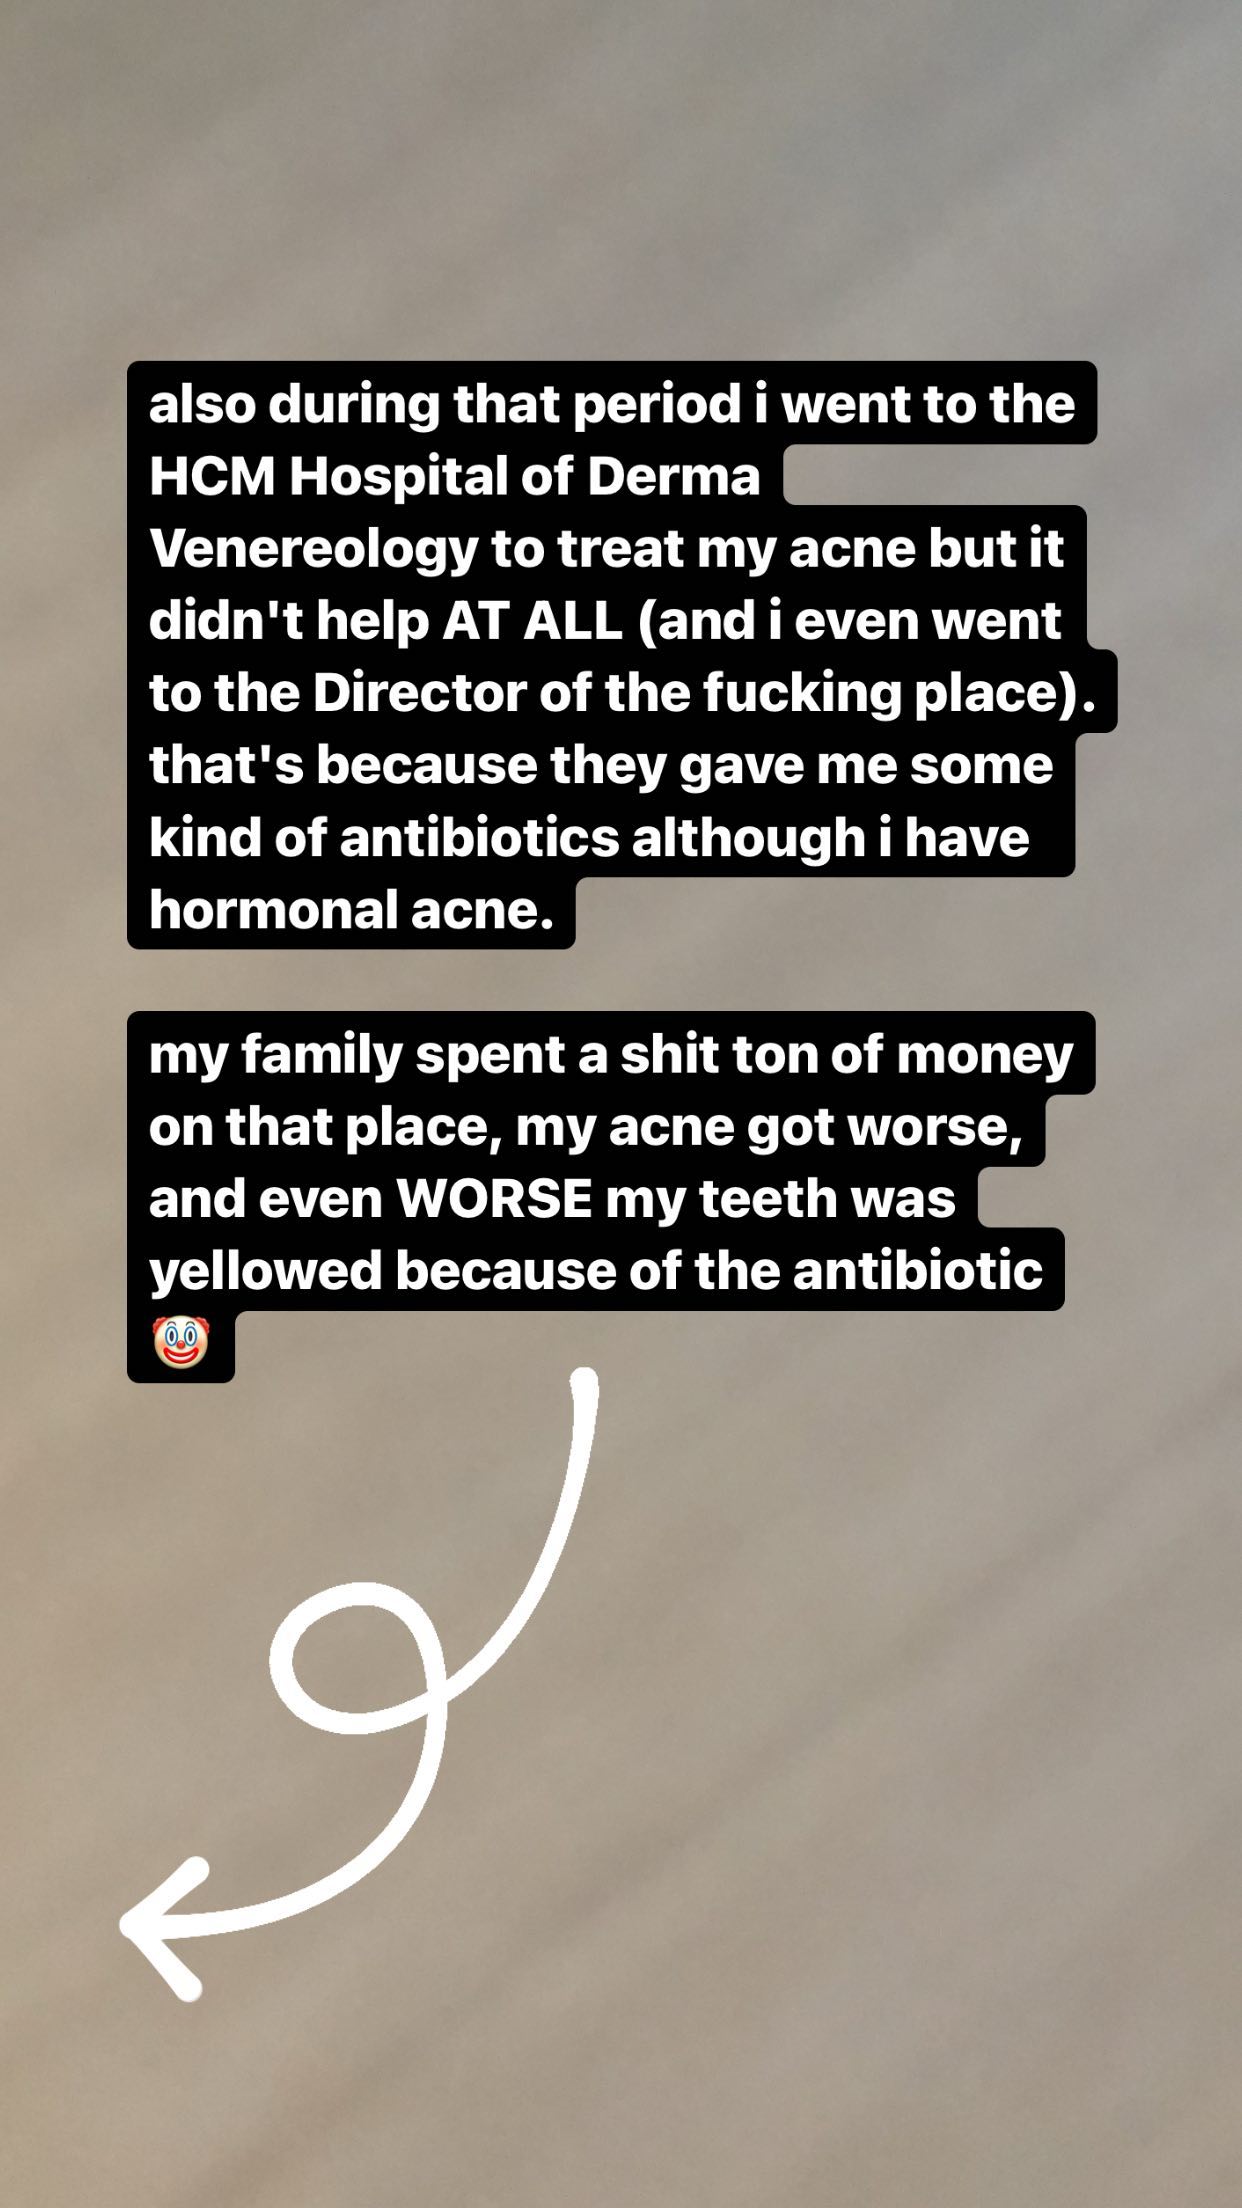 also during that period i went to the
HCM Hospital of Derma
Venereology to treat my acne but it
didn't help AT ALL (and i even went
to the Director of the fucking place).
that's because they gave me some
kind of antibiotics although i have
hormonal acne.
my family spent a shit ton of money
on that place, my acne got worse,
and even WORSE my teeth was
yellowed because of the antibiotic
🤡